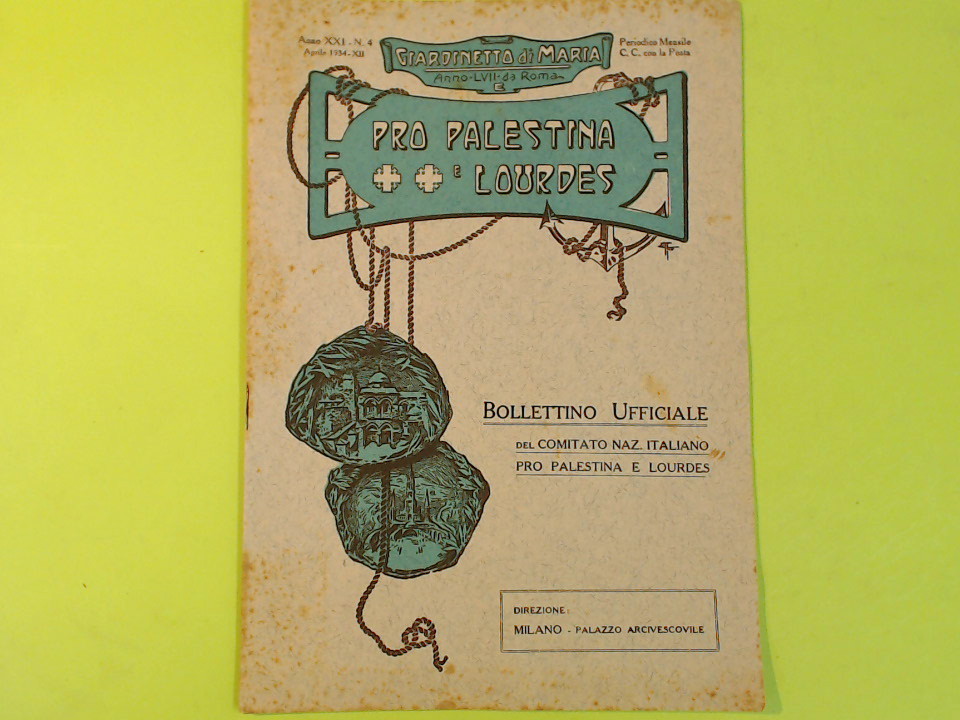 Anno XXI - N. 4
Aprile 1934-XII
GIARDINETTO di MARIA
Anno-LVII-da Roma
E
Periodico Mensile
C. C. con la Posta
PRO PALESTINA
E LOURDES
BOLLETTINO UFFICIALE
DEL COMITATO NAZ. ITALIANO
PRO PALESTINA E LOURDES
DIREZIONE:
MILANO - PALAZZO ARCIVESCOVILE